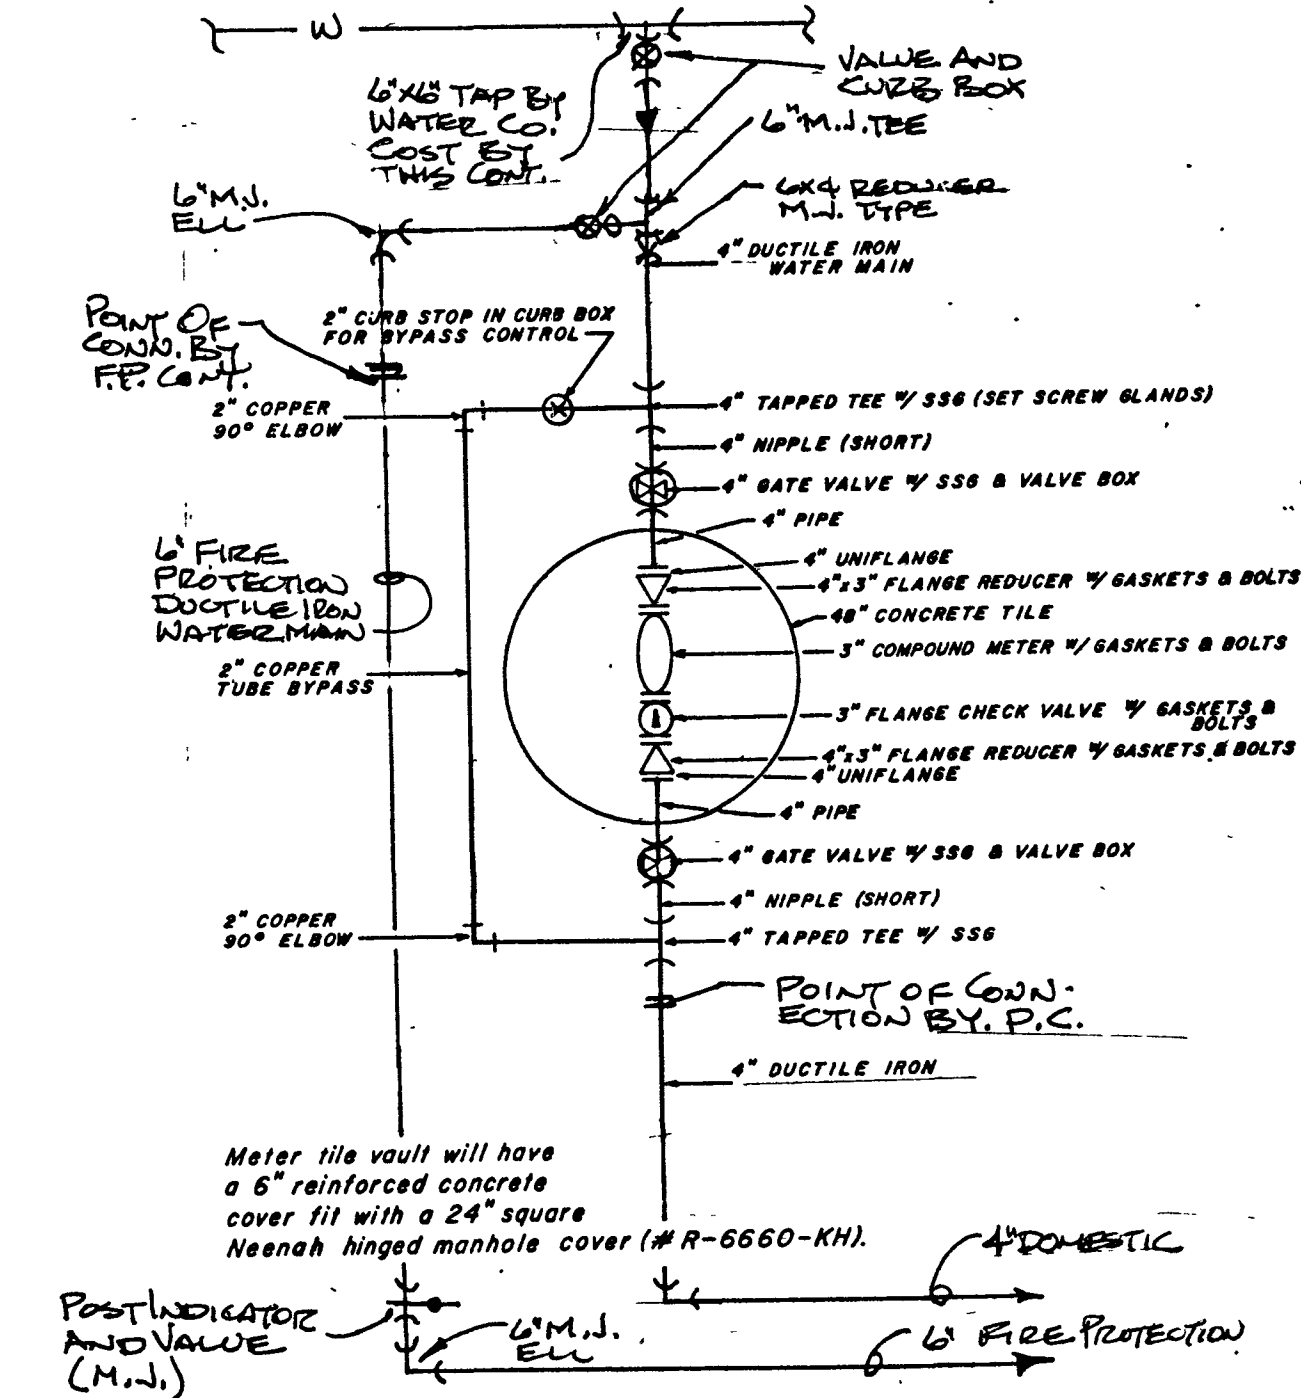 W
VALUE AND
CURB BOX
6"X6" TAP BY
WATER CO.
COST BY
THIS CONT.
6" M.J. TEE
6"M.J.
ELL
6X4 REDUCER
M.J. TYPE
4" DUCTILE IRON
WATER MAIN
POINT OF
CONN. BY
F.P. CONT.
2" CURB STOP IN CURB BOX
FOR BYPASS CONTROL
2" COPPER
90° ELBOW
4" TAPPED TEE W/ SSG (SET SCREW GLANDS)
4" NIPPLE (SHORT)
4" GATE VALVE W/ SSG & VALVE BOX
4" PIPE
6" FIRE
PROTECTION
DUCTILE IRON
WATER MAIN
4" UNIFLANGE
4"x3" FLANGE REDUCER W/ GASKETS & BOLTS
48" CONCRETE TILE
3" COMPOUND METER W/ GASKETS & BOLTS
2" COPPER
TUBE BYPASS
3" FLANGE CHECK VALVE W/ GASKETS &
BOLTS
4"x3" FLANGE REDUCER W/ GASKETS & BOLTS
4" UNIFLANGE
4" PIPE
4" GATE VALVE W/ SSG & VALVE BOX
4" NIPPLE (SHORT)
2" COPPER
90° ELBOW
4" TAPPED TEE W/ SSG
POINT OF CONN-
ECTION BY. P.C.
4" DUCTILE IRON
Meter tile vault will have
a 6" reinforced concrete
cover fit with a 24" square
Neenah hinged manhole cover (# R-6660-KH).
4" DOMESTIC
POST INDICATOR
AND VALUE
(M.J.)
6" M.J.
ELL
6" FIRE PROTECTION